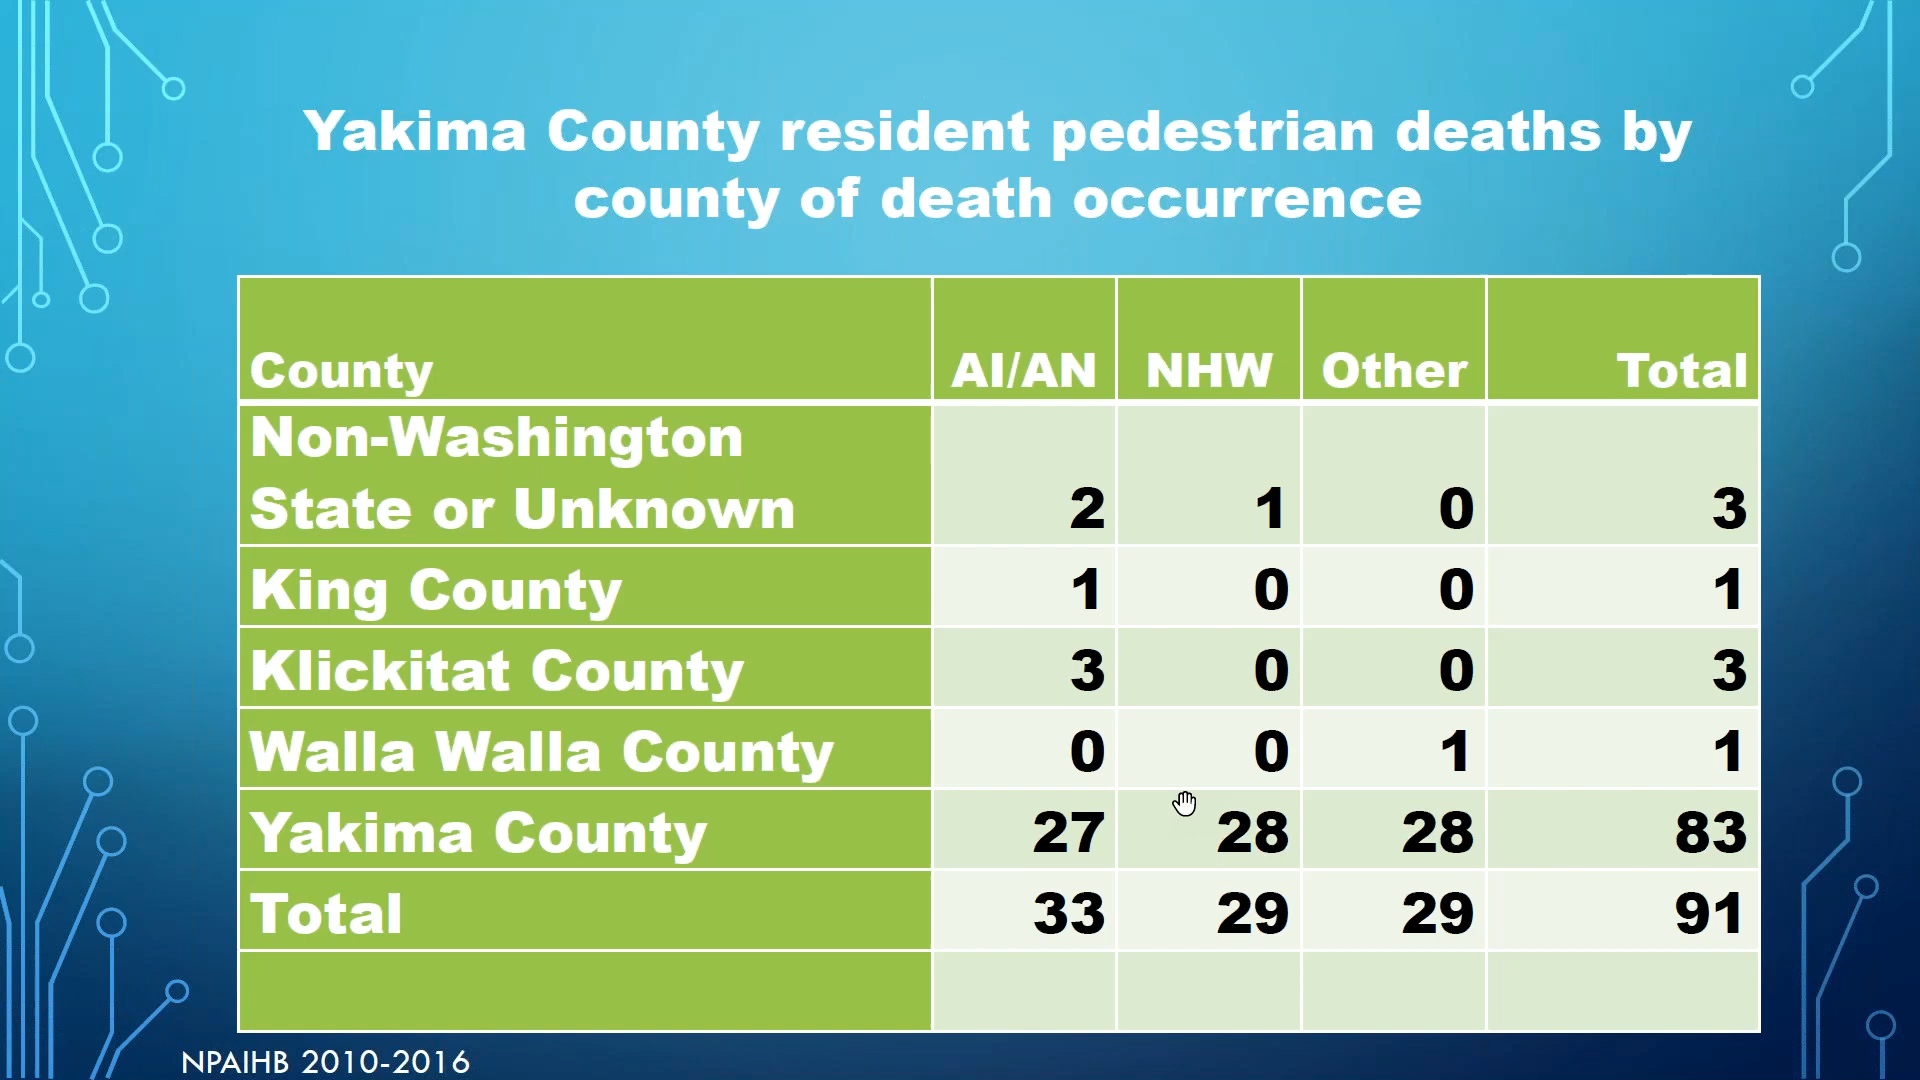 Yakima County resident pedestrian deaths by
county of death occurrence
County AI/AN NHW Other Total
Non-Washington
State or Unknown 2 1 0 3
King County 1 0 0 1
Klickitat County 3 0 0 3
Walla Walla County 0 0 1 1
Yakima County 27 28 28 83
Total 33 29 29 91
NPAIHB 2010-2016